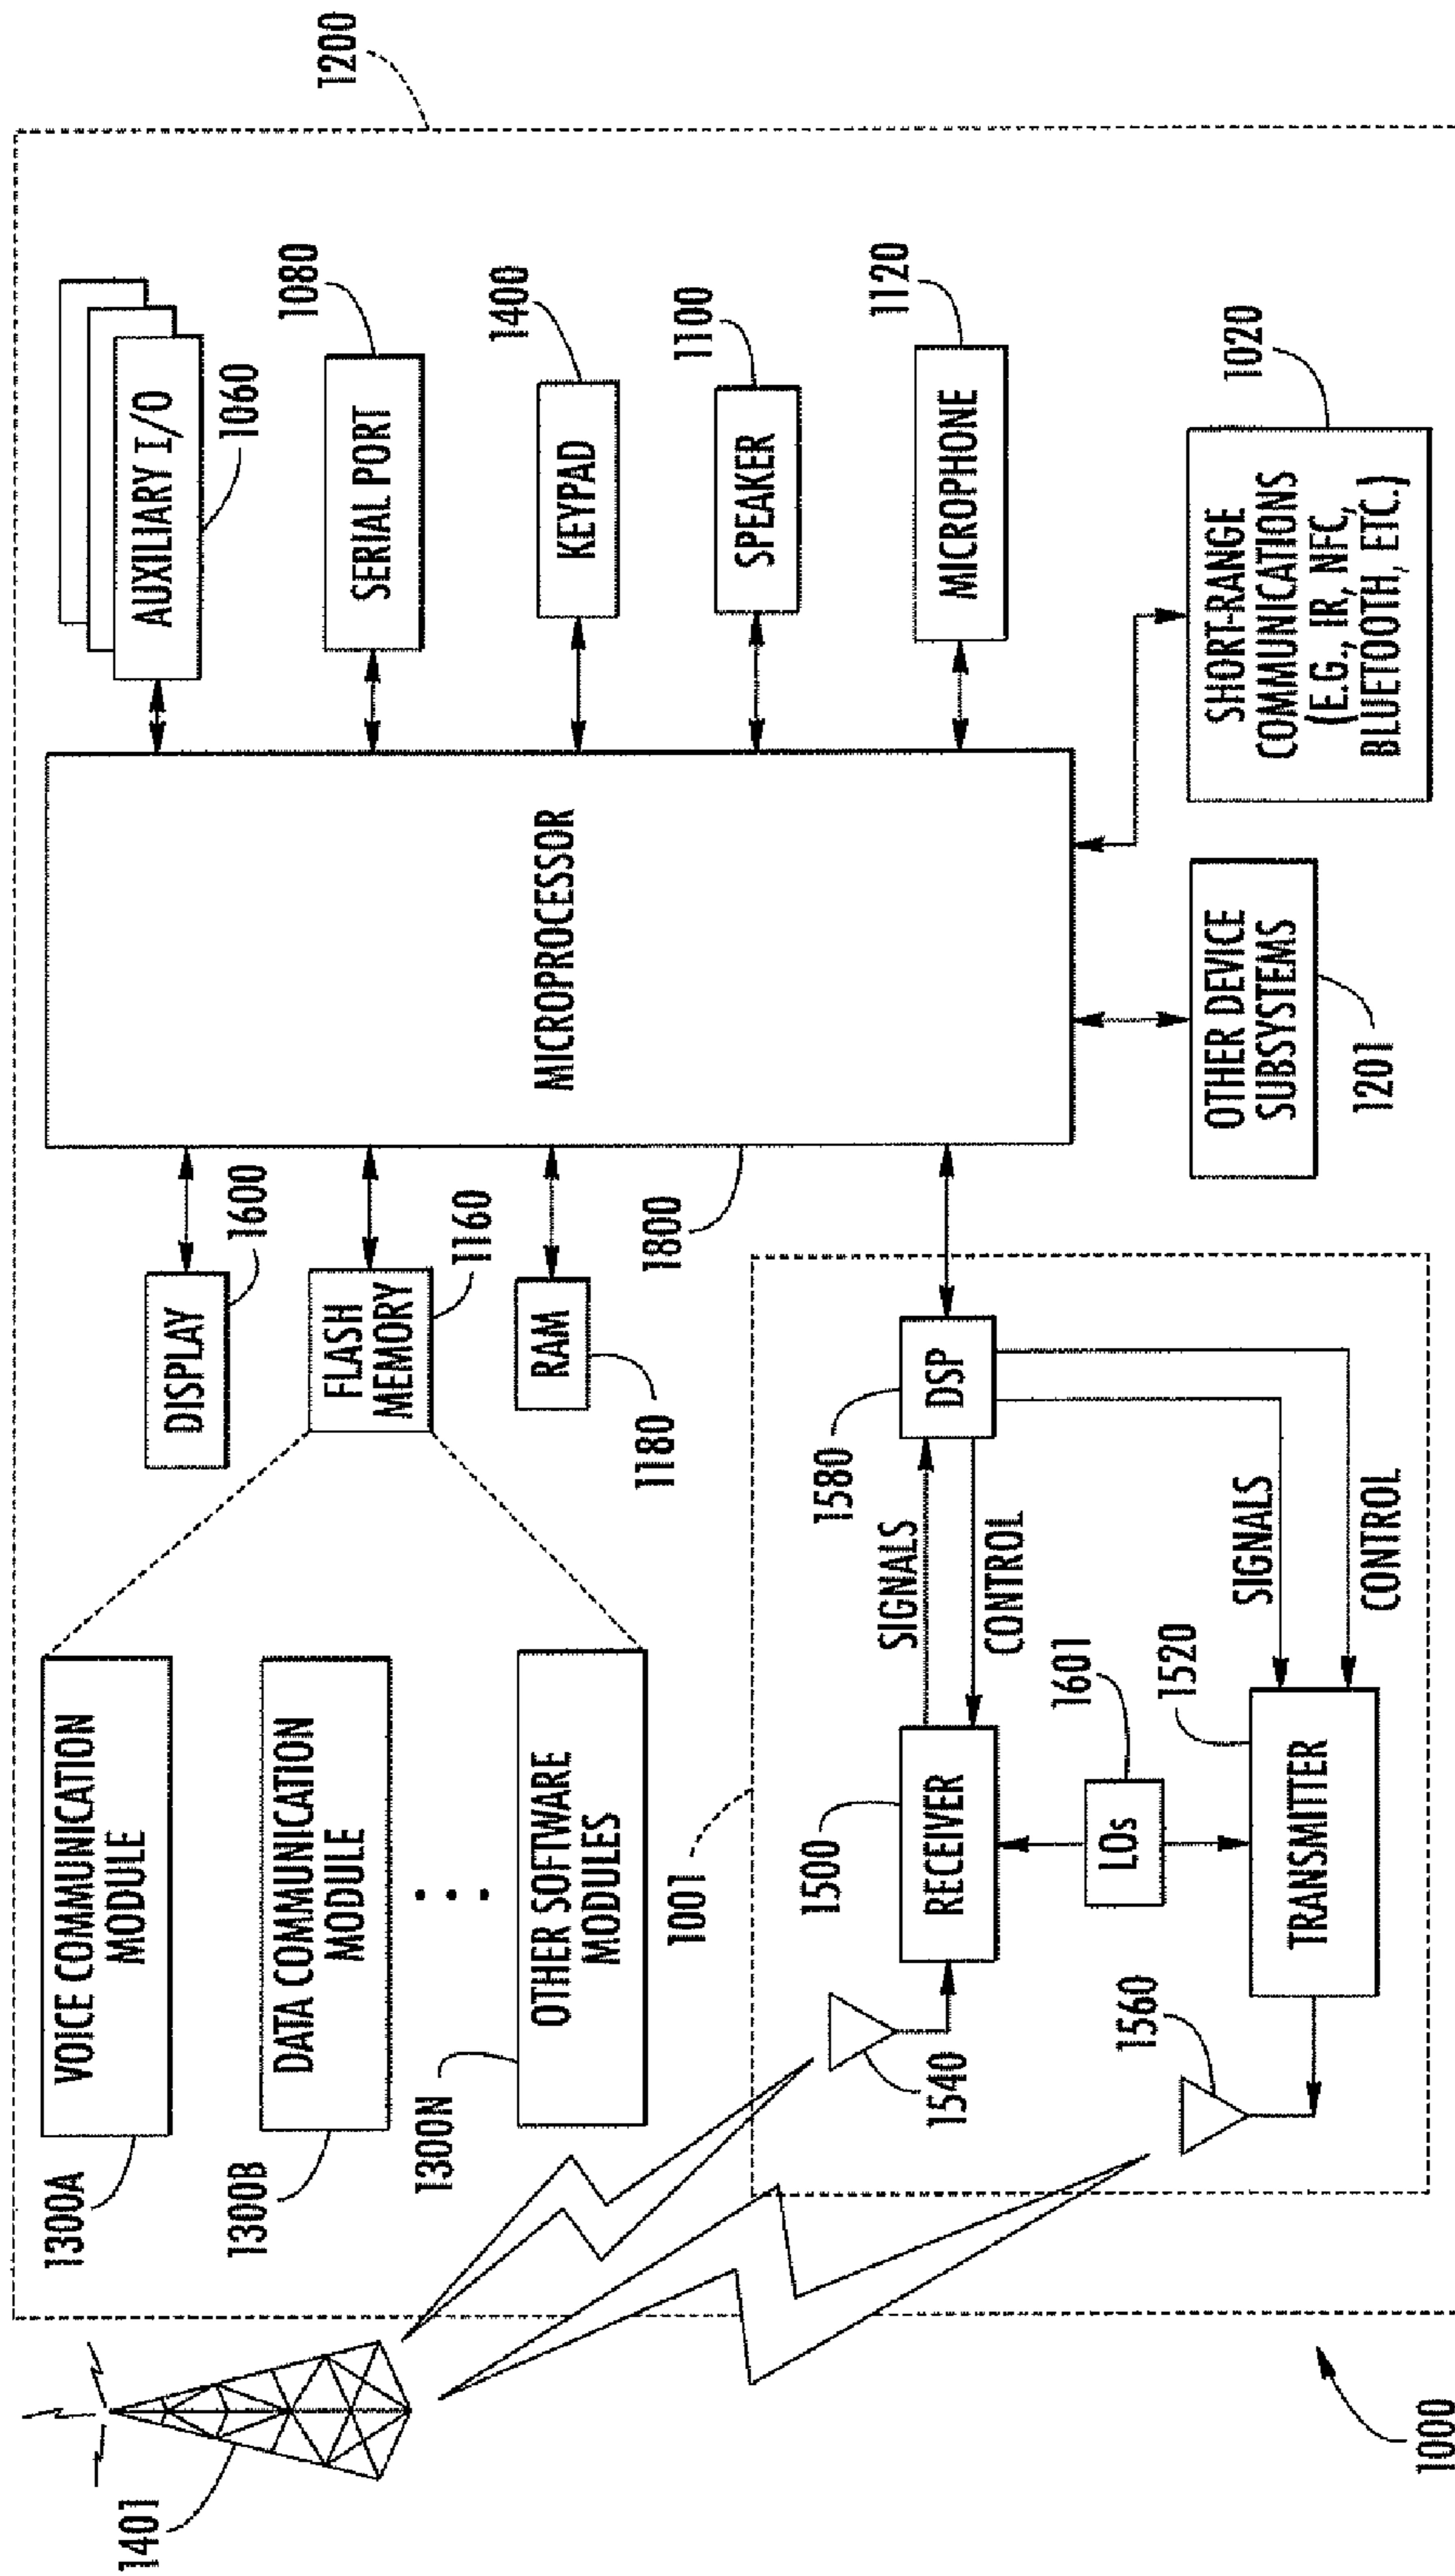 1200
AUXILIARY I/O
1060
SERIAL PORT
1080
KEYPAD
1400
SPEAKER
1100
MICROPHONE
1120
SHORT-RANGE
COMMUNICATIONS
(E.G., IR, NFC,
BLUETOOTH, ETC.)
1020
MICROPROCESSOR
1800
OTHER DEVICE
SUBSYSTEMS
1201
DISPLAY
1600
FLASH
MEMORY
1160
RAM
1180
VOICE COMMUNICATION
MODULE
1300A
DATA COMMUNICATION
MODULE
1300B
OTHER SOFTWARE
MODULES
1300N
1001
DSP
1580
SIGNALS
CONTROL
SIGNALS
CONTROL
RECEIVER
1500
LOs
1601
TRANSMITTER
1520
1540
1560
1401
1000